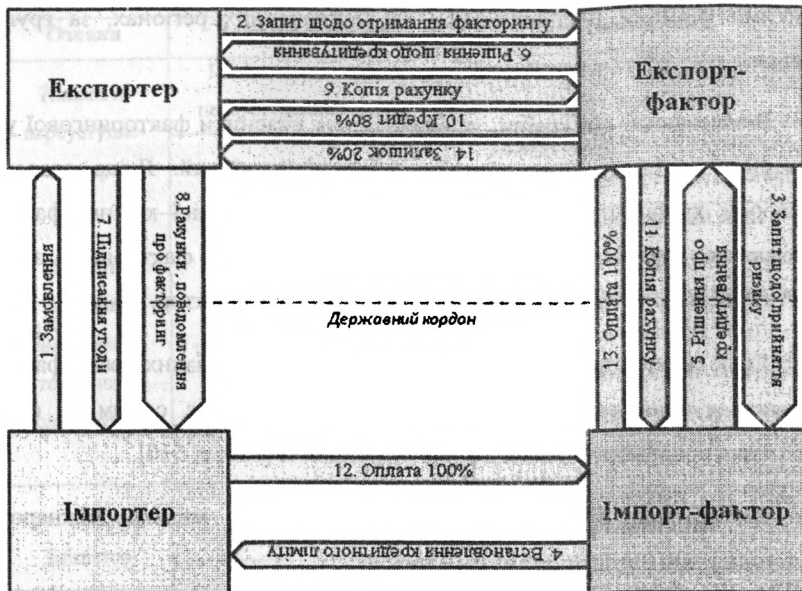 2. Запит щодо отримання факторингу
6. Рішення щодо кредитування
9. Копія рахунку
10. Кредит 80%
14. Залишок 20%
Експортер
Експорт-
фактор
1. Замовлення
7. Підписання угоди
8. Рахунки, повідомлення
про факторинг
13. Оплата 100%
11. Копія рахунку
5. Рішення про
кредитування
3. Запит щодо прийняття
ризику
Державний кордон
12. Оплата 100%
Імпортер
Імпорт-фактор
4. Встановлення кредитного ліміту